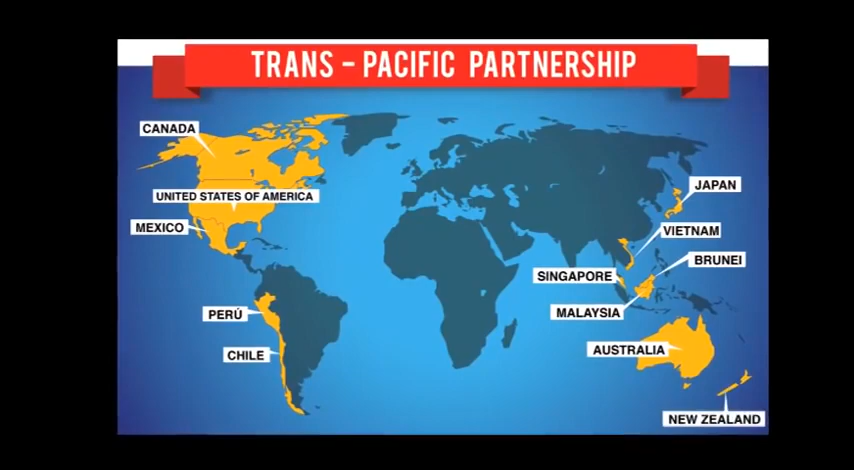 TRANS - PACIFIC PARTNERSHIP
CANADA
UNITED STATES OF AMERICA
MEXICO
PERÚ
CHILE
JAPAN
VIETNAM
BRUNEI
SINGAPORE
MALAYSIA
AUSTRALIA
NEW ZEALAND